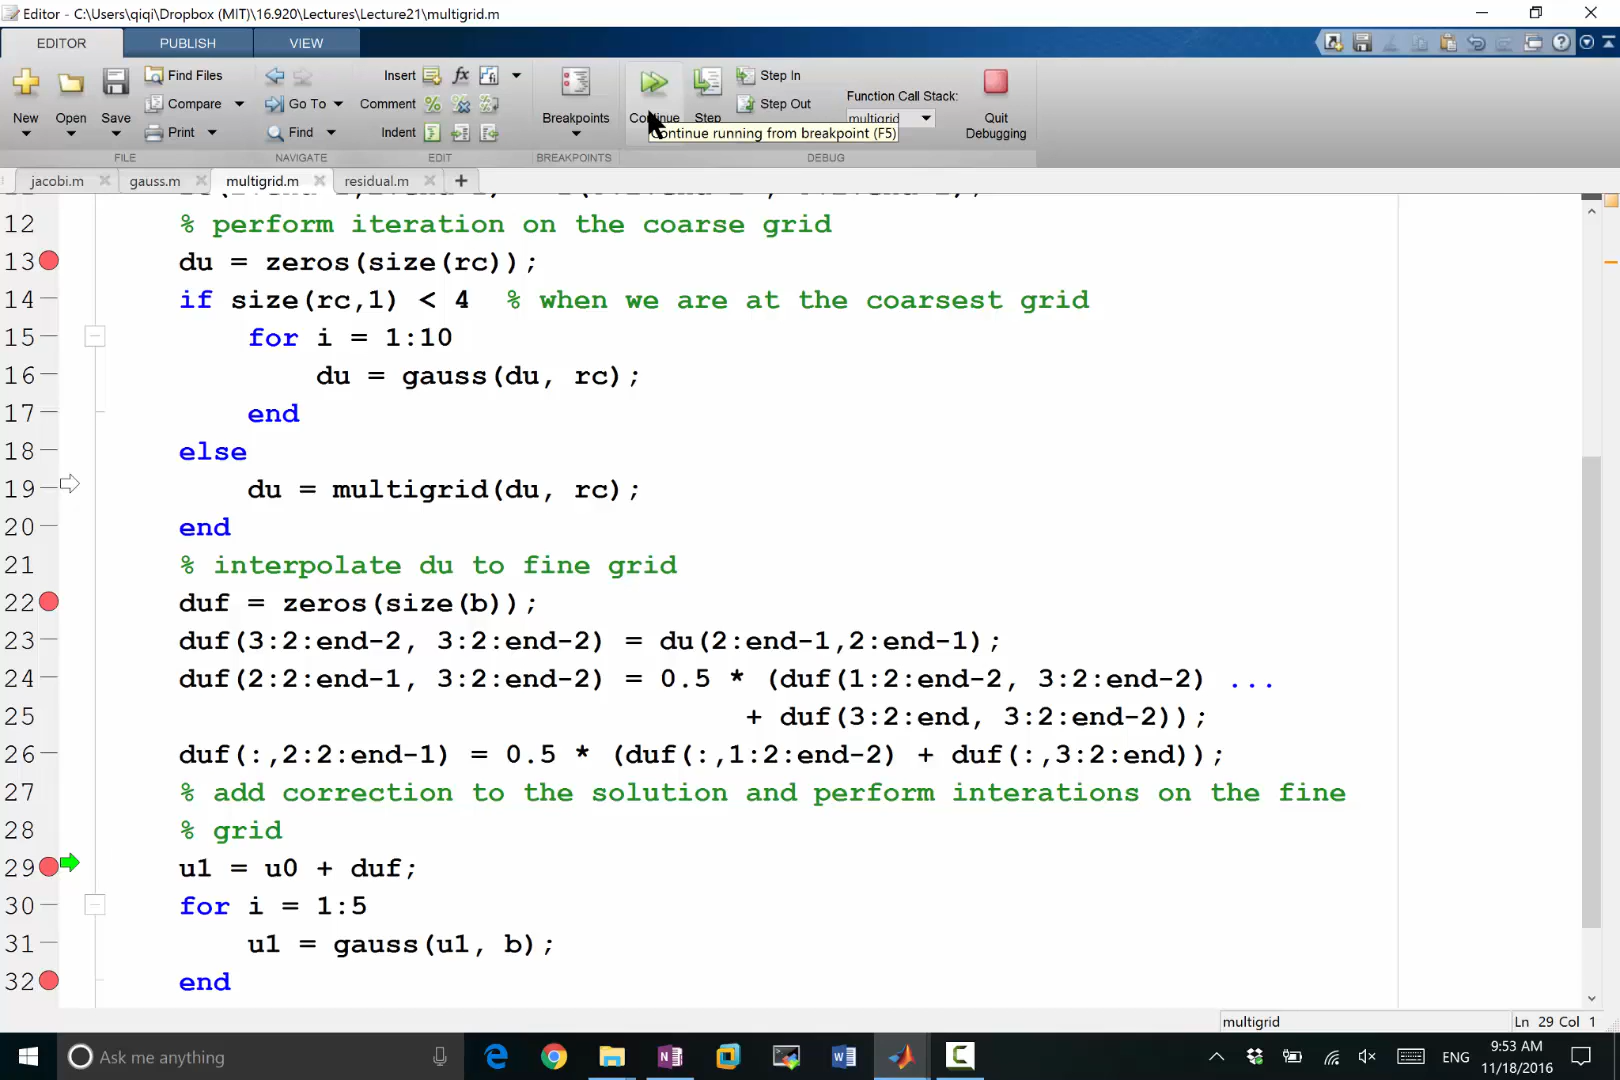 Editor - C:\Users\qiqi\Dropbox (MIT)\16.920\Lectures\Lecture21\multigrid.m
EDITOR PUBLISH VIEW
New Open Save Find Files Compare Print
Go To Find
Insert Comment Indent
Breakpoints
Continue Step Step In Step Out
Function Call Stack:
multigrid
Quit Debugging
Continue running from breakpoint (F5)
FILE NAVIGATE EDIT BREAKPOINTS DEBUG
jacobi.m gauss.m multigrid.m residual.m
12 % perform iteration on the coarse grid
13 du = zeros(size(rc));
14 if size(rc,1) < 4 % when we are at the coarsest grid
15 for i = 1:10
16 du = gauss(du, rc);
17 end
18 else
19 du = multigrid(du, rc);
20 end
21 % interpolate du to fine grid
22 duf = zeros(size(b));
23 duf(3:2:end-2, 3:2:end-2) = du(2:end-1,2:end-1);
24 duf(2:2:end-1, 3:2:end-2) = 0.5 * (duf(1:2:end-2, 3:2:end-2) ...
25 + duf(3:2:end, 3:2:end-2));
26 duf(:,2:2:end-1) = 0.5 * (duf(:,1:2:end-2) + duf(:,3:2:end));
27 % add correction to the solution and perform interations on the fine
28 % grid
29 u1 = u0 + duf;
30 for i = 1:5
31 u1 = gauss(u1, b);
32 end
multigrid Ln 29 Col 1
Ask me anything
ENG
9:53 AM
11/18/2016